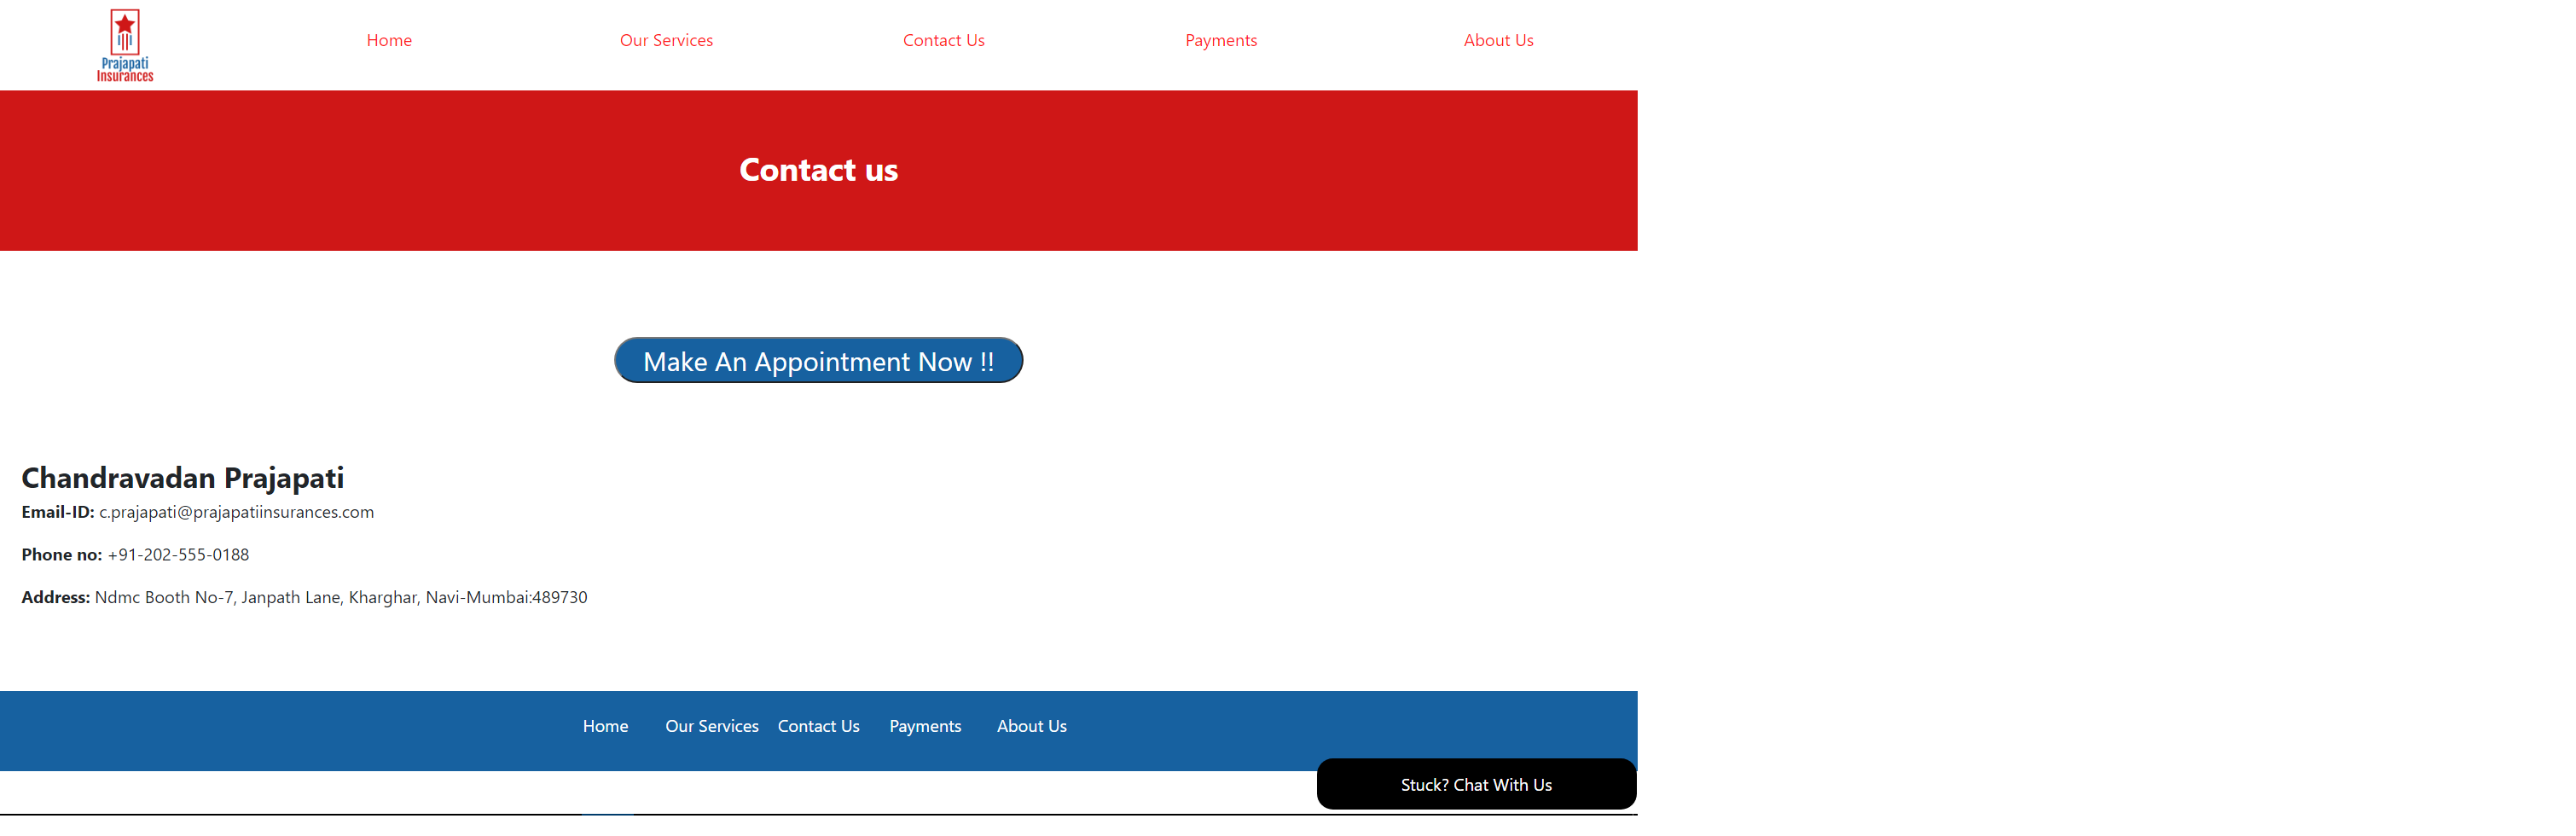 Prajapati
Insurances
Home
Our Services
Contact Us
Payments
About Us
Contact us
Make An Appointment Now !!
Chandravadan Prajapati
Email-ID: c.prajapati@prajapatiinsurances.com
Phone no: +91-202-555-0188
Address: Ndmc Booth No-7, Janpath Lane, Kharghar, Navi-Mumbai:489730
Home
Our Services
Contact Us
Payments
About Us
Stuck? Chat With Us